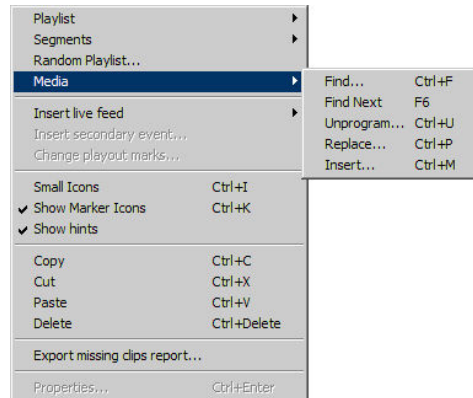 Playlist
Segments
Random Playlist...
Media
Find... Ctrl+F
Find Next F6
Unprogram... Ctrl+U
Replace... Ctrl+P
Insert... Ctrl+M
Insert live feed
Insert secondary event...
Change playout marks...
Small Icons Ctrl+I
Show Marker Icons Ctrl+K
Show hints
Copy Ctrl+C
Cut Ctrl+X
Paste Ctrl+V
Delete Ctrl+Delete
Export missing clips report...
Properties... Ctrl+Enter